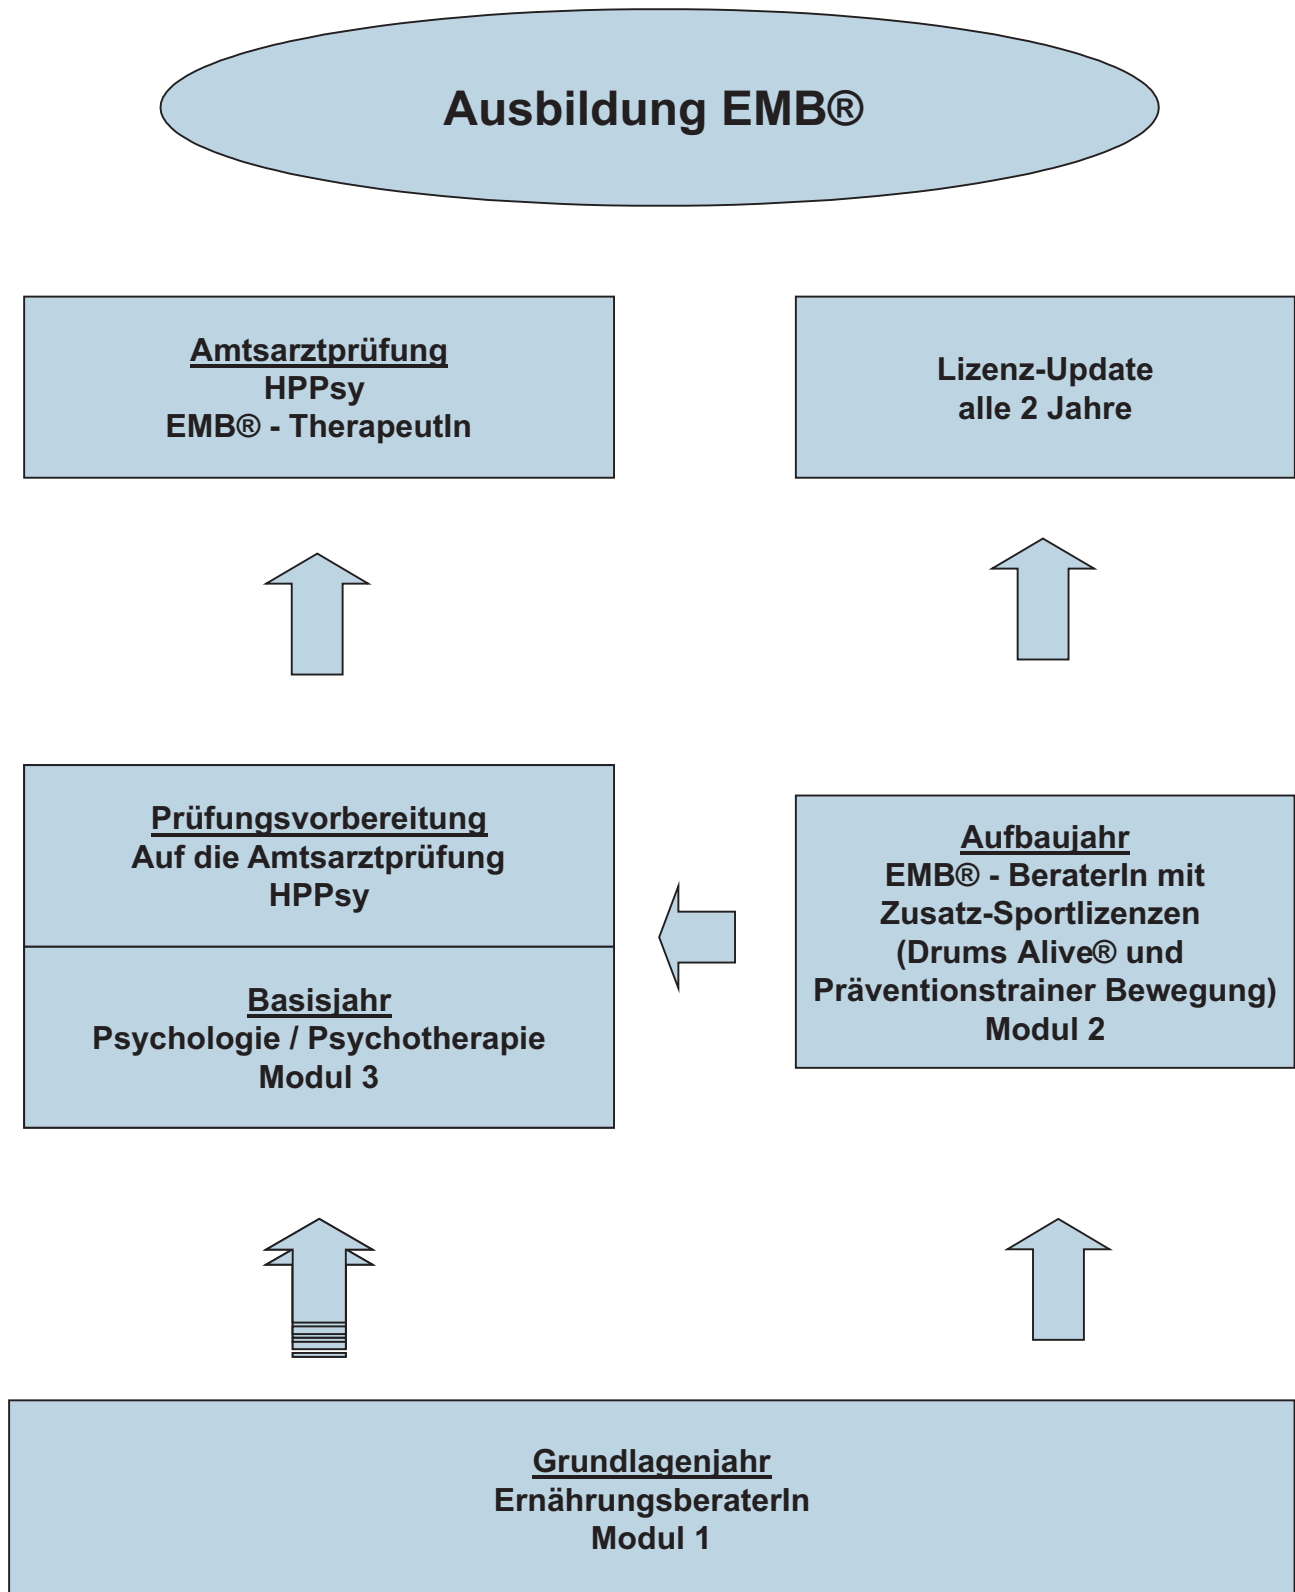 Ausbildung EMB®
Amtsarztprüfung
HPPsy
EMB® - TherapeutIn
Lizenz-Update
alle 2 Jahre
Prüfungsvorbereitung
Auf die Amtsarztprüfung
HPPsy
Basisjahr
Psychologie / Psychotherapie
Modul 3
Aufbaujahr
EMB® - BeraterIn mit
Zusatz-Sportlizenzen
(Drums Alive® und
Präventionstrainer Bewegung)
Modul 2
Grundlagenjahr
ErnährungsberaterIn
Modul 1